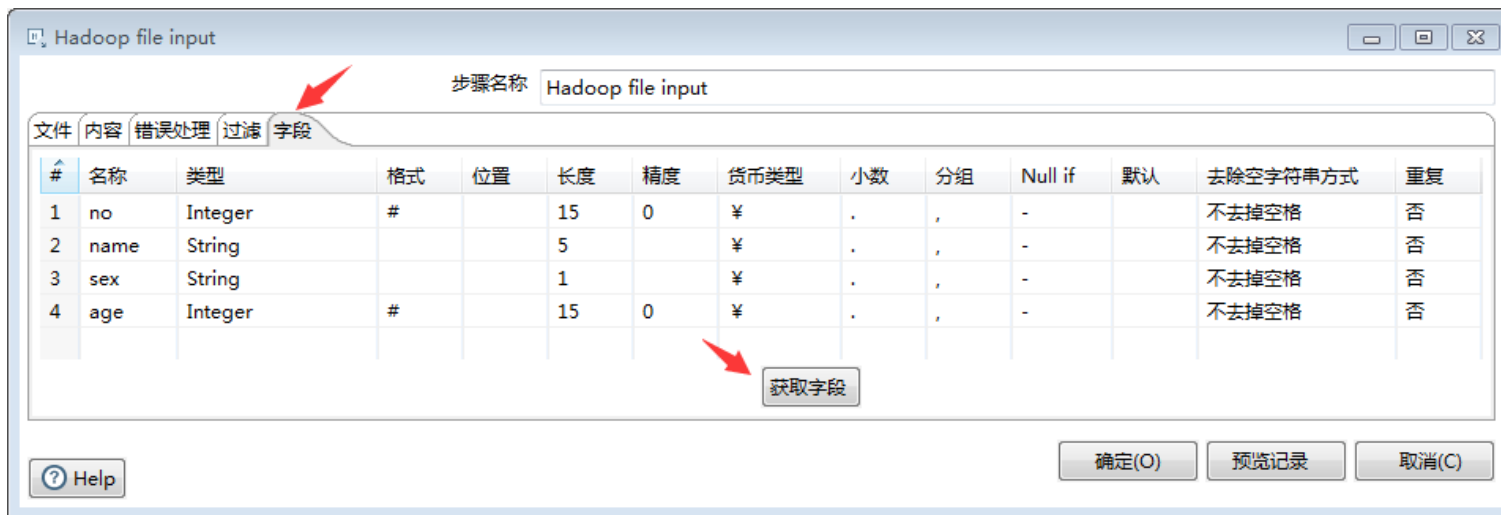 Hadoop file input
步骤名称 Hadoop file input
文件 内容 错误处理 过滤 字段
# 名称 类型 格式 位置 长度 精度 货币类型 小数 分组 Null if 默认 去除空字符串方式 重复
1 no Integer # 15 0 ¥ . , - 不去掉空格 否
2 name String 5 ¥ . , - 不去掉空格 否
3 sex String 1 ¥ . , - 不去掉空格 否
4 age Integer # 15 0 ¥ . , - 不去掉空格 否
获取字段
确定(O) 预览记录 取消(C)
? Help